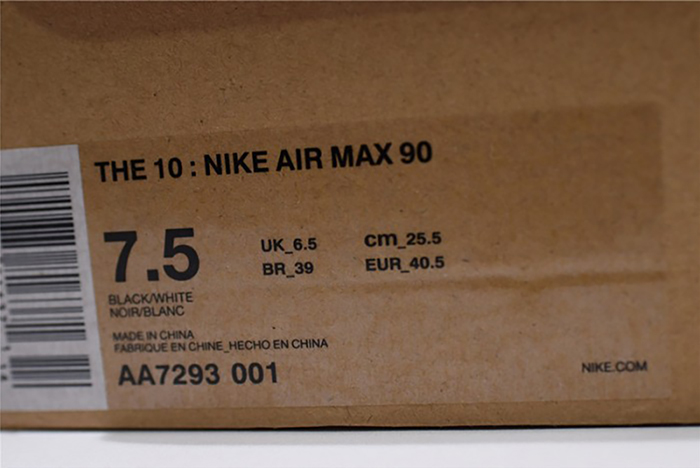 THE 10 : NIKE AIR MAX 90
7.5
UK_6.5 cm_25.5
BR_39 EUR_40.5
BLACK/WHITE
NOIR/BLANC
MADE IN CHINA
FABRIQUE EN CHINE_HECHO EN CHINA
AA7293 001
NIKE.COM